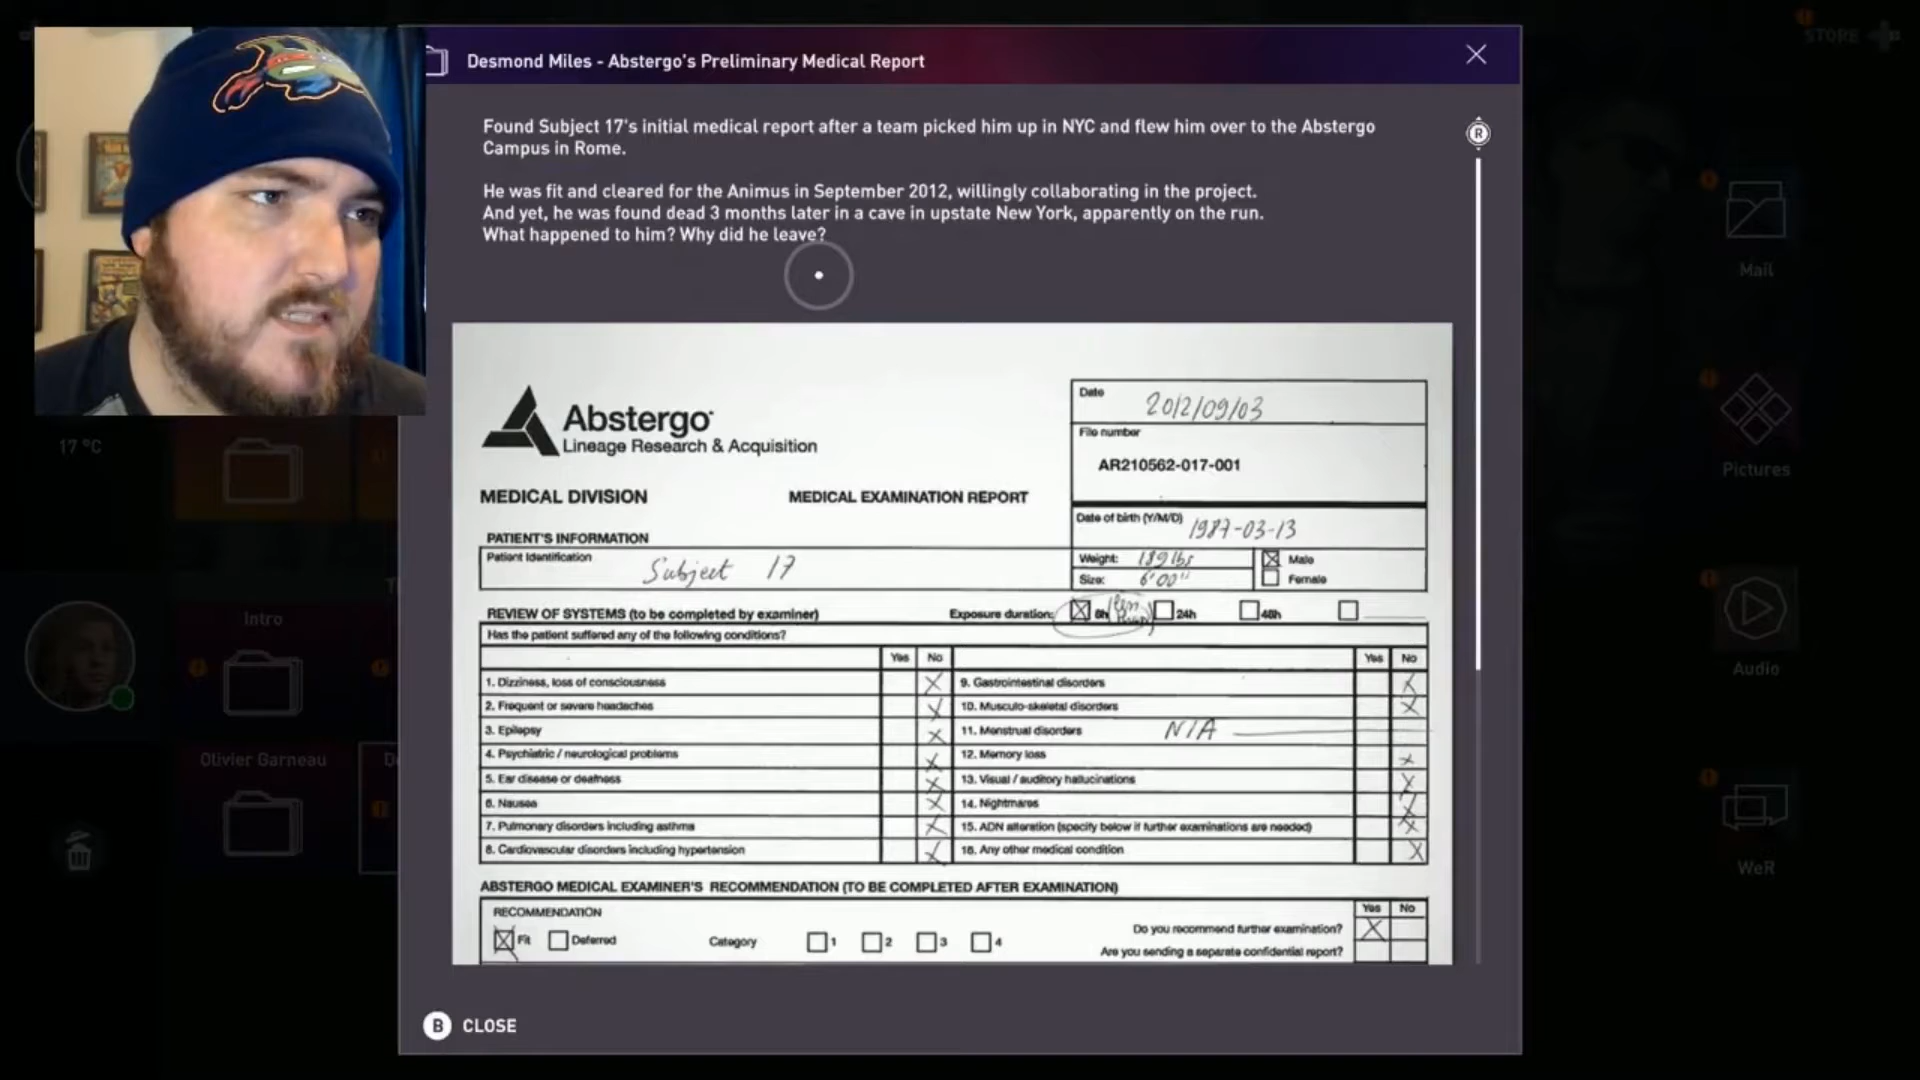 STORE
Desmond Miles - Abstergo's Preliminary Medical Report
Found Subject 17's initial medical report after a team picked him up in NYC and flew him over to the Abstergo
Campus in Rome.
He was fit and cleared for the Animus in September 2012, willingly collaborating in the project.
And yet, he was found dead 3 months later in a cave in upstate New York, apparently on the run.
What happened to him? Why did he leave?
R
Abstergo
Lineage Research & Acquisition
Date
2012/09/03
File number
AR210562-017-001
MEDICAL DIVISION
MEDICAL EXAMINATION REPORT
Date of birth (Y/M/D)
1987-03-13
PATIENT'S INFORMATION
Patient Identification
Subject 17
Weight: 189 lbs
Size: 6'00"
Male
Female
REVIEW OF SYSTEMS (to be completed by examiner)
Exposure duration: 24h 48h
Has the patient suffered any of the following conditions?
Yes No Yes No
1. Dizziness, loss of consciousness
2. Frequent or severe headaches
3. Epilepsy
4. Psychiatric / neurological problems
5. Ear disease or deafness
6. Nausea
7. Pulmonary disorders including asthma
8. Cardiovascular disorders including hypertension
9. Gastrointestinal disorders
10. Musculo-skeletal disorders
11. Menstrual disorders N/A
12. Memory loss
13. Visual / auditory hallucinations
14. Nightmares
15. ADN alteration (specify below if further examinations are needed)
16. Any other medical condition
ABSTERGO MEDICAL EXAMINER'S RECOMMENDATION (TO BE COMPLETED AFTER EXAMINATION)
RECOMMENDATION
Yes No
Fit Deferred
Category 1 2 3 4
Do you recommend further examination?
Are you sending a separate confidential report?
B CLOSE
17 °C
Intro
Olivier Garneau
Mail
Pictures
Audio
WeR